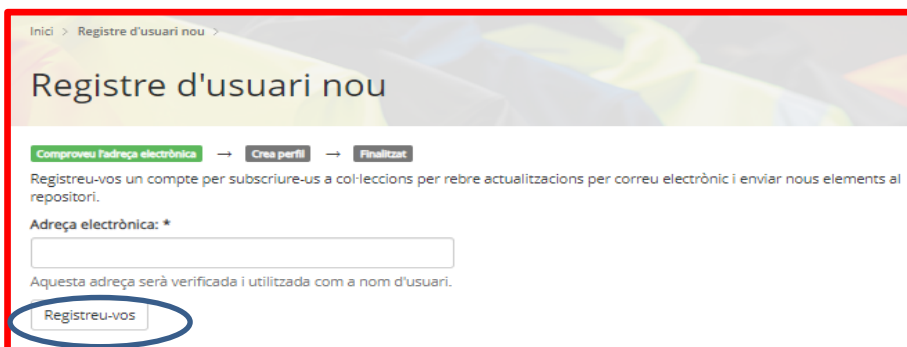 Inici > Registre d'usuari nou >
Registre d'usuari nou
Comproveu l'adreça electrònica → Crea perfil → Finalitzat
Registreu-vos un compte per subscriure-us a col·leccions per rebre actualitzacions per correu electrònic i enviar nous elements al
repositori.
Adreça electrònica: *
Aquesta adreça serà verificada i utilitzada com a nom d'usuari.
Registreu-vos